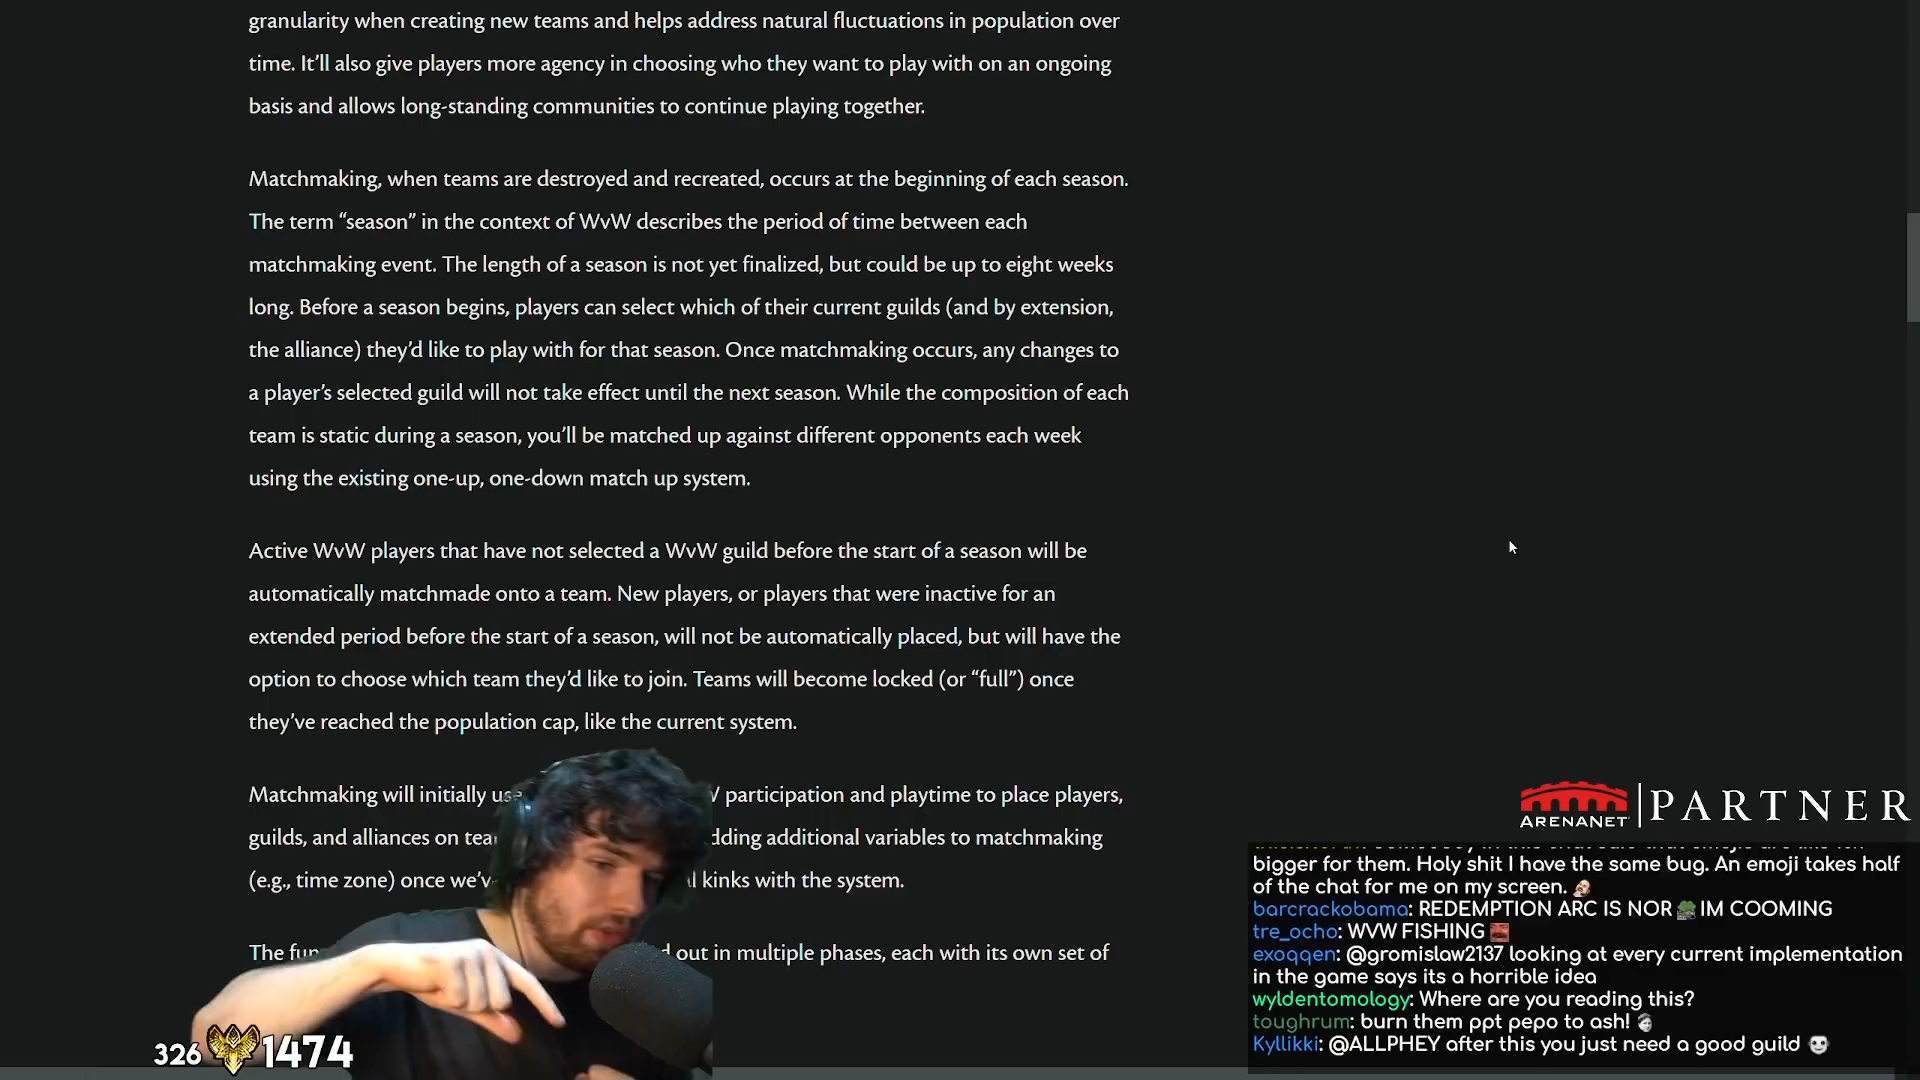 granularity when creating new teams and helps address natural fluctuations in population over
time. It’ll also give players more agency in choosing who they want to play with on an ongoing
basis and allows long-standing communities to continue playing together.
Matchmaking, when teams are destroyed and recreated, occurs at the beginning of each season.
The term “season” in the context of WvW describes the period of time between each
matchmaking event. The length of a season is not yet finalized, but could be up to eight weeks
long. Before a season begins, players can select which of their current guilds (and by extension,
the alliance) they’d like to play with for that season. Once matchmaking occurs, any changes to
a player’s selected guild will not take effect until the next season. While the composition of each
team is static during a season, you’ll be matched up against different opponents each week
using the existing one-up, one-down match up system.
Active WvW players that have not selected a WvW guild before the start of a season will be
automatically matchmade onto a team. New players, or players that were inactive for an
extended period before the start of a season, will not be automatically placed, but will have the
option to choose which team they’d like to join. Teams will become locked (or “full”) once
they’ve reached the population cap, like the current system.
Matchmaking will initially participation and playtime to place players,
guilds, and alliances on additional variables to matchmaking
(e.g., time zone) once kinks with the system.
The out in multiple phases, each with its own set of
326 1474
ARENANET PARTNER
bigger for them. Holy shit I have the same bug. An emoji takes half
of the chat for me on my screen.
barcrackobama: REDEMPTION ARC IS NOR IM COOMING
tre_ocho: WVW FISHING
exoqqen: @gromislaw2137 looking at every current implementation
in the game says its a horrible idea
wyldentomology: Where are you reading this?
toughrum: burn them ppt pepo to ash!
Kyllikki: @ALLPHEY after this you just need a good guild